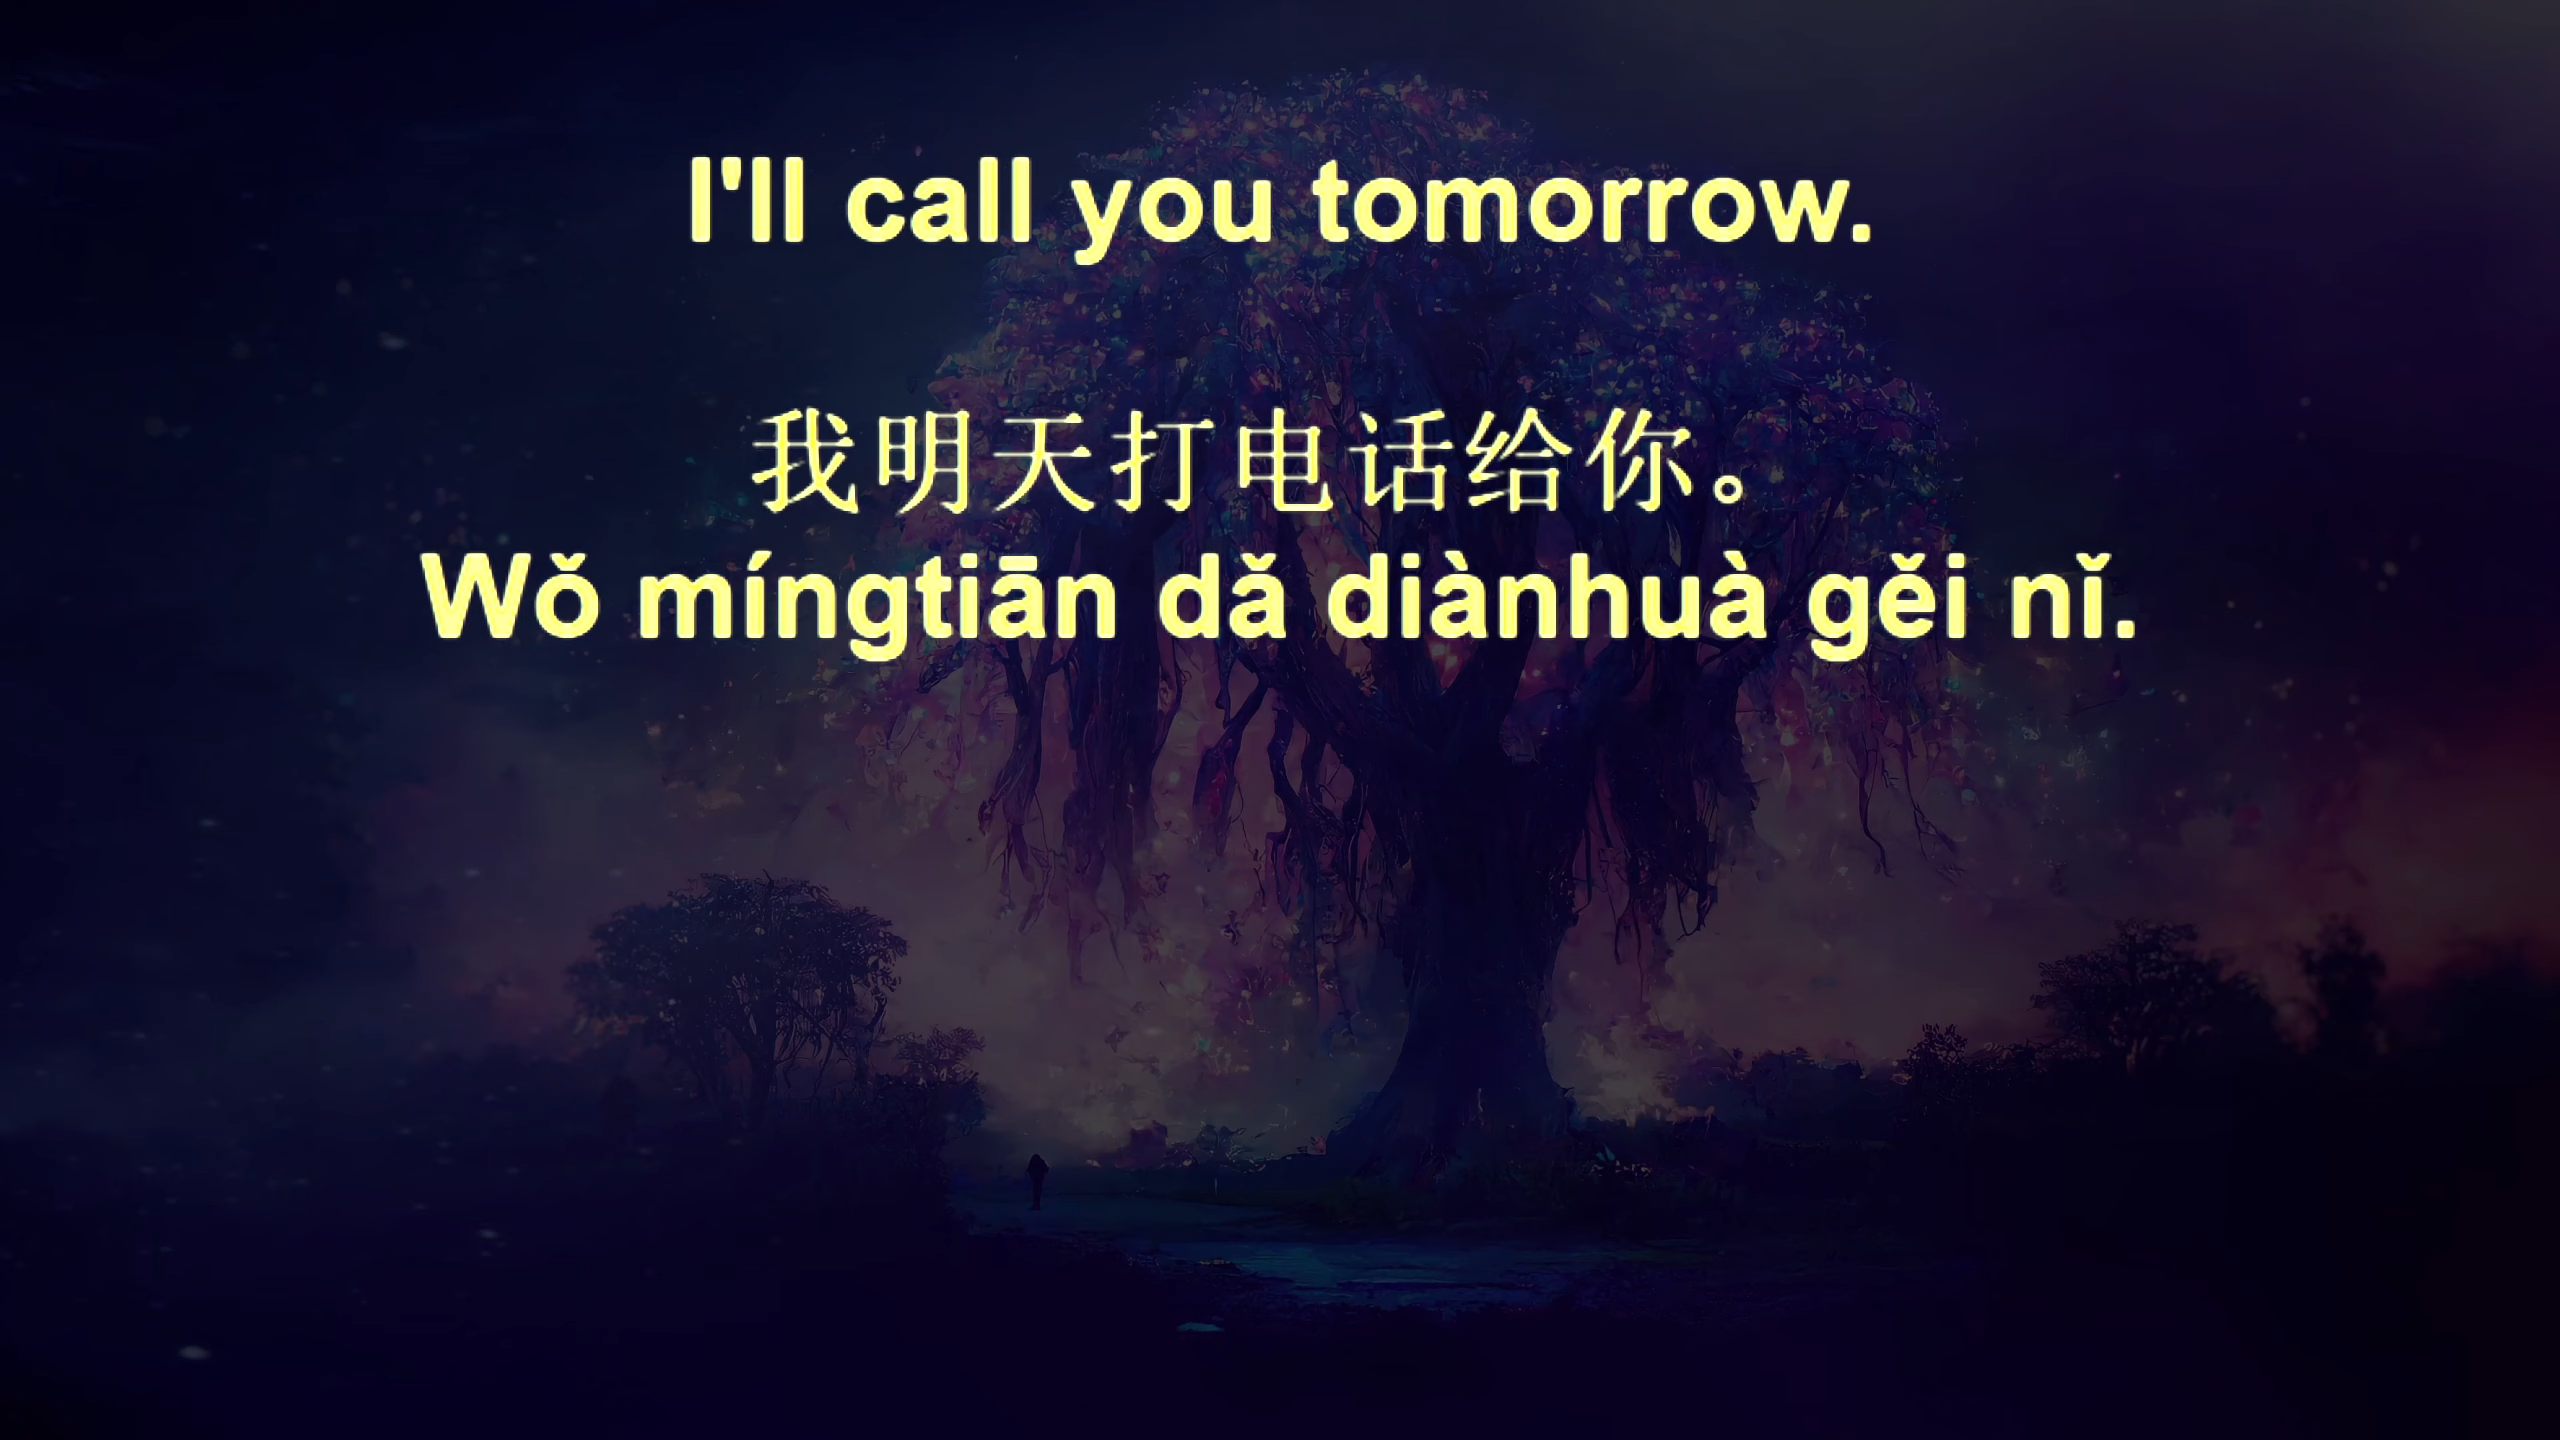 I'll call you tomorrow.
我明天打电话给你。
Wǒ míngtiān dǎ diànhuà gěi nǐ.